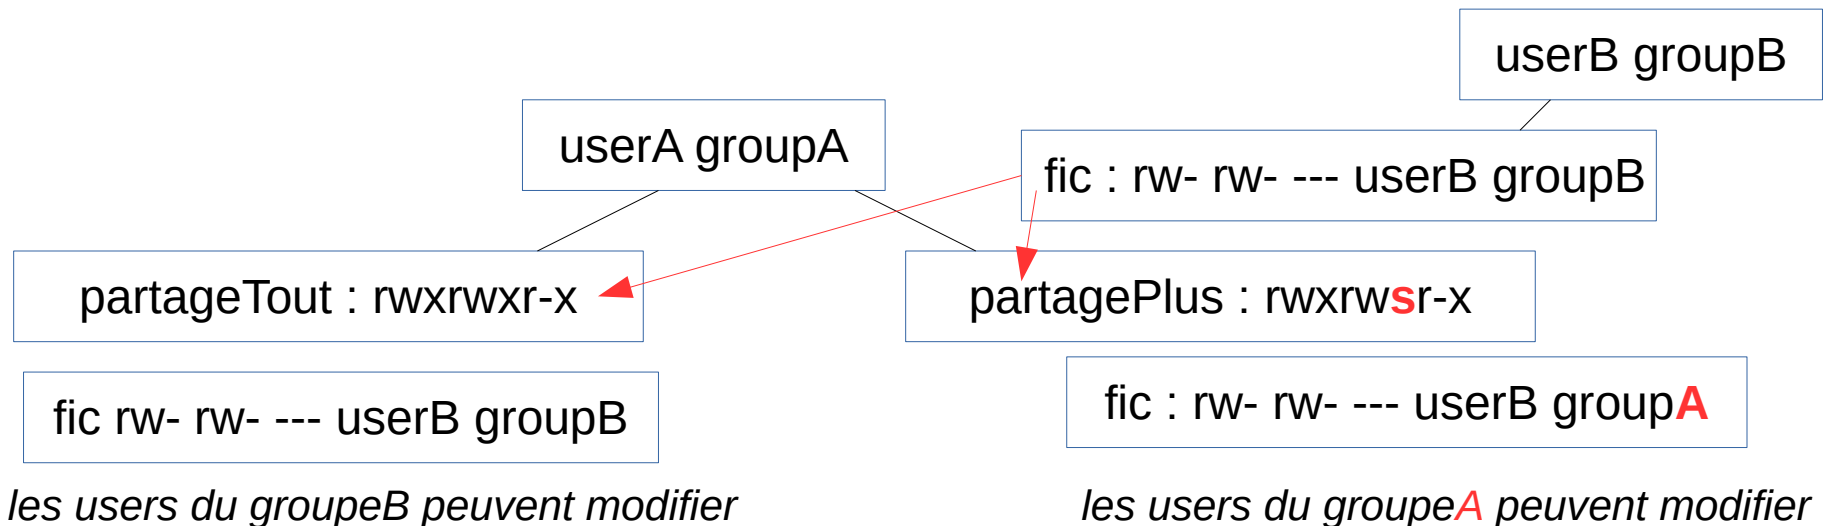 userB groupB
userA groupA
fic : rw- rw- --- userB groupB
partageTout : rwxrwxr-x
partagePlus : rwxrwsr-x
fic rw- rw- --- userB groupB
fic : rw- rw- --- userB groupA
les users du groupeB peuvent modifier
les users du groupeA peuvent modifier